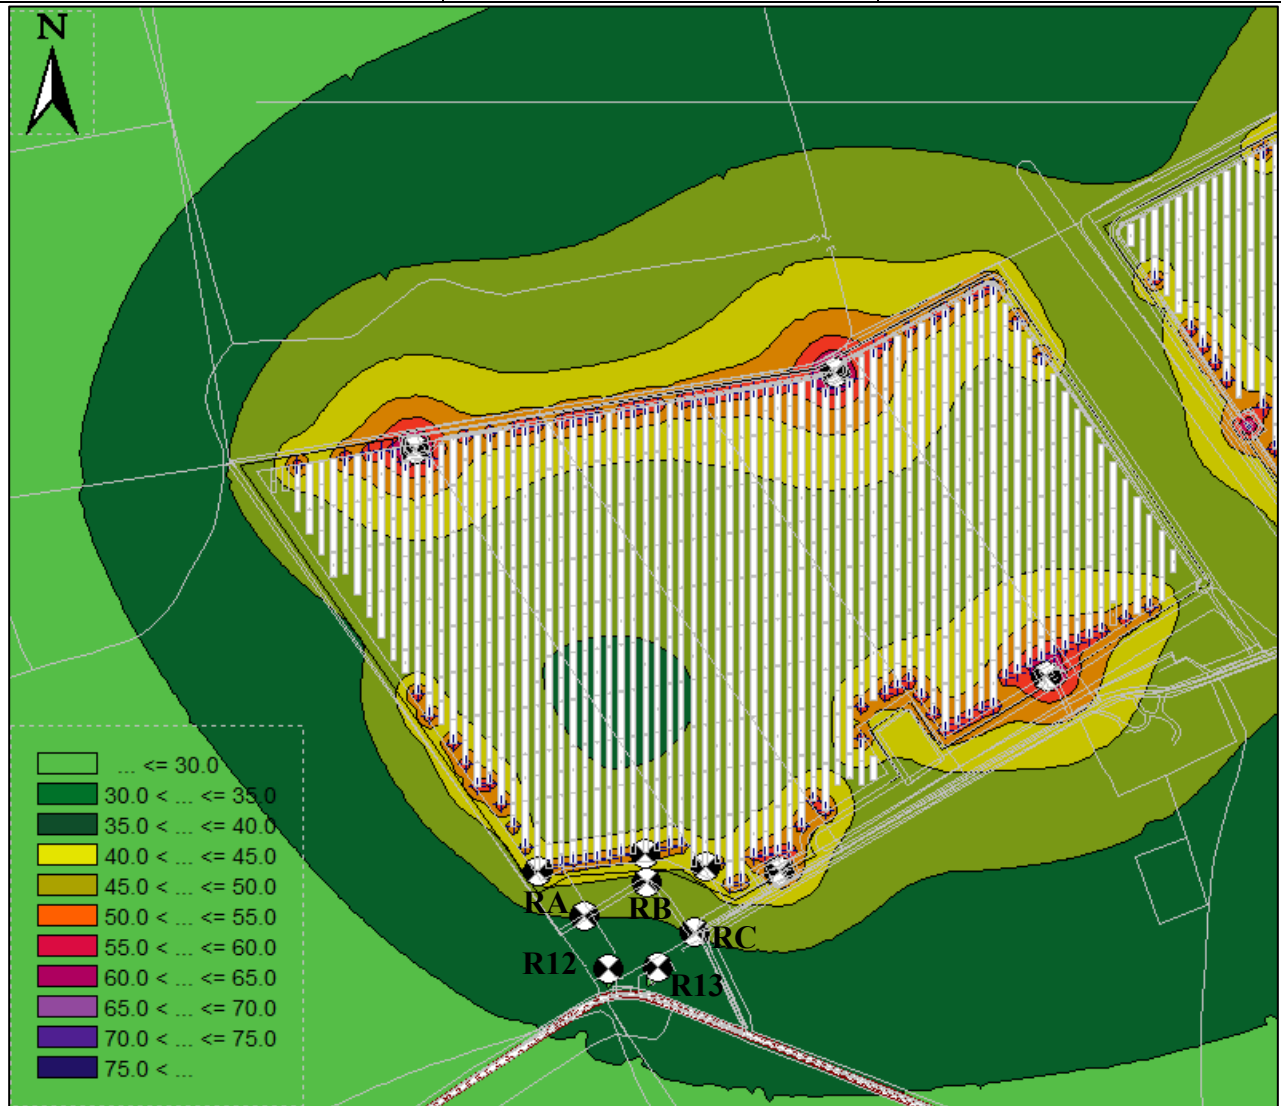 N
RA
RB
RC
R12
R13
... <= 30.0
30.0 < ... <= 35.0
35.0 < ... <= 40.0
40.0 < ... <= 45.0
45.0 < ... <= 50.0
50.0 < ... <= 55.0
55.0 < ... <= 60.0
60.0 < ... <= 65.0
65.0 < ... <= 70.0
70.0 < ... <= 75.0
75.0 < ...